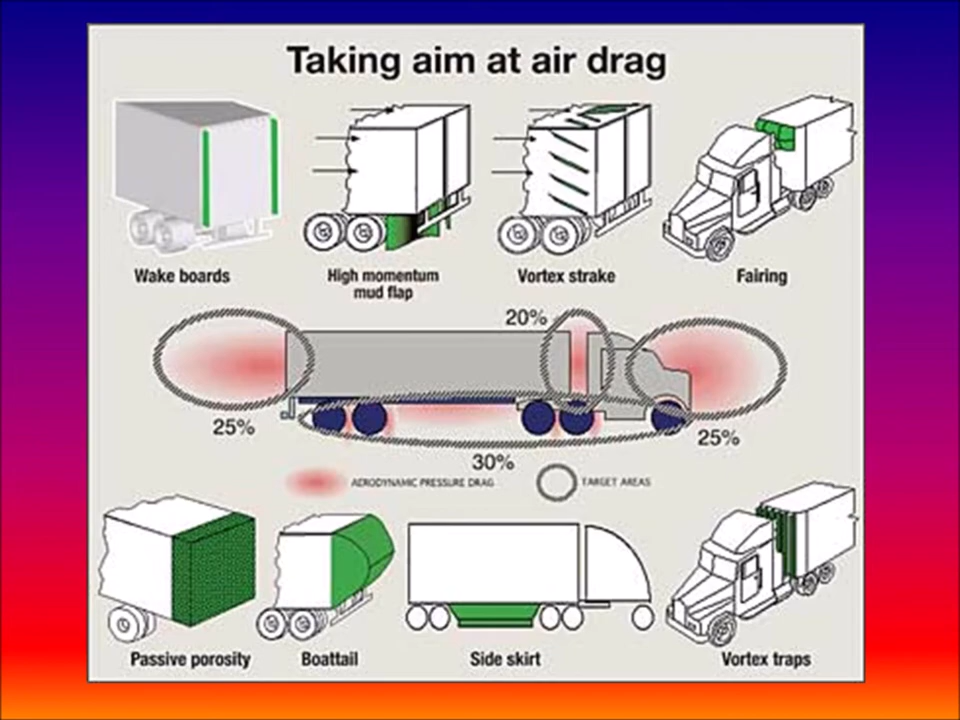 Taking aim at air drag
Wake boards
High momentum
mud flap
Vortex strake
Fairing
20%
25%
25%
30%
AERODYNAMIC PRESSURE DRAG
TARGET AREAS
Passive porosity
Boattail
Side skirt
Vortex traps